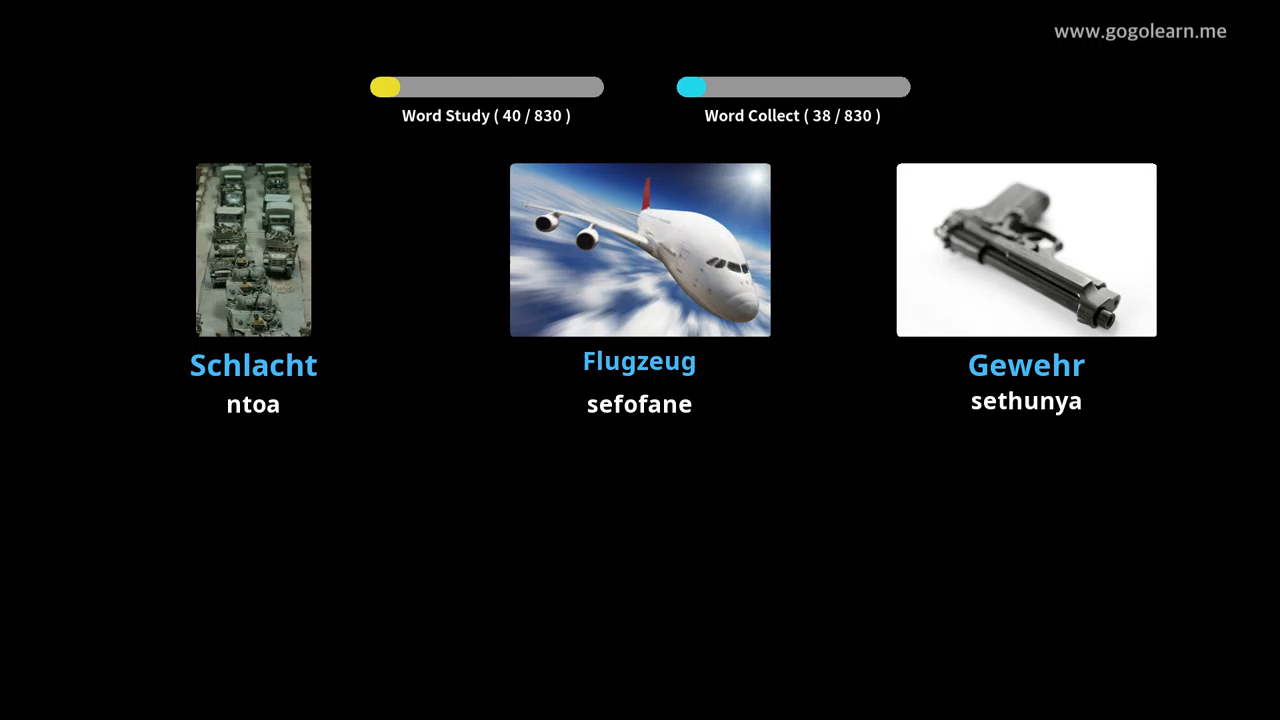 www.gogolearn.me
Word Study ( 40 / 830 )
Word Collect ( 38 / 830 )
Schlacht
ntoa
Flugzeug
sefofane
Gewehr
sethunya